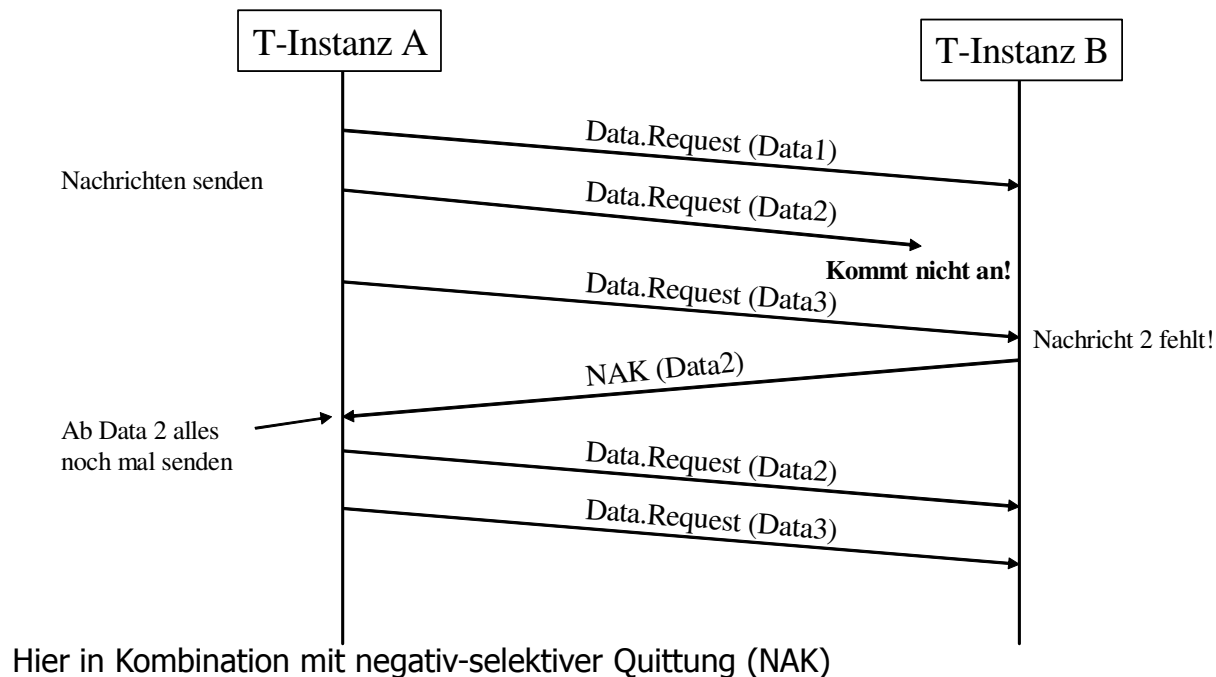 T-Instanz A
T-Instanz B
Data.Request (Data1)
Nachrichten senden
Data.Request (Data2)
Kommt nicht an!
Data.Request (Data3)
Nachricht 2 fehlt!
NAK (Data2)
Ab Data 2 alles
noch mal senden
Data.Request (Data2)
Data.Request (Data3)
Hier in Kombination mit negativ-selektiver Quittung (NAK)